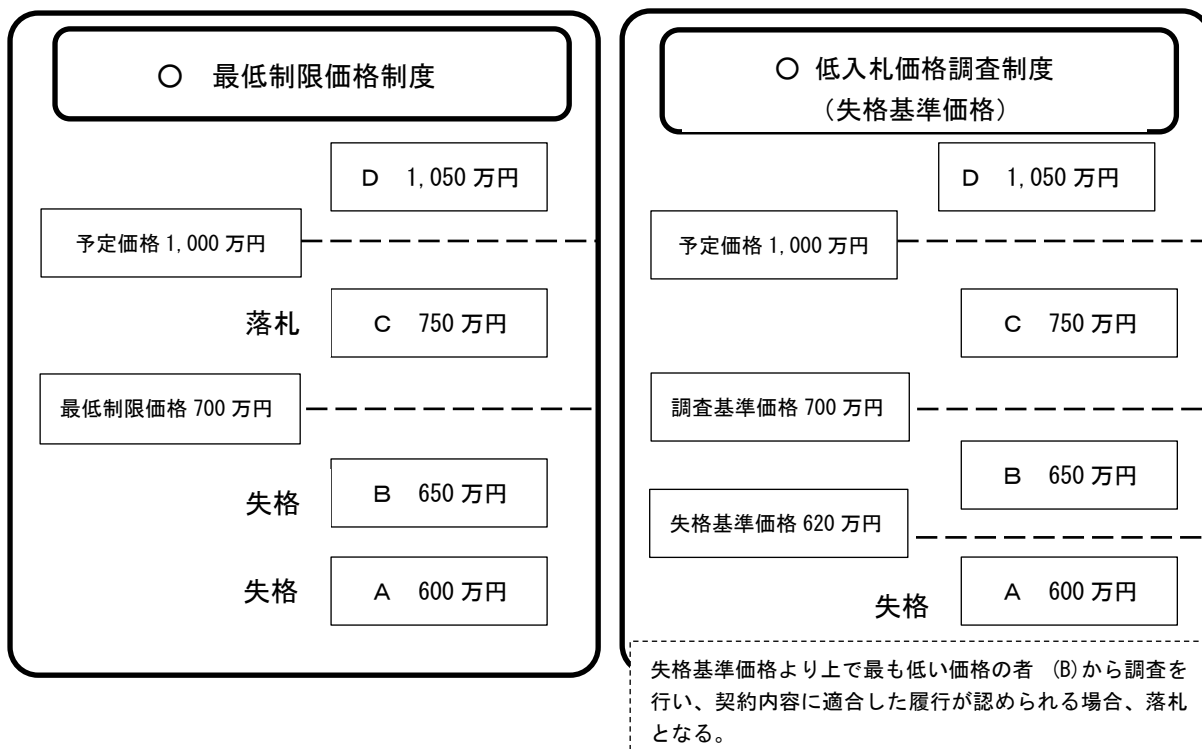 ○ 最低制限価格制度
D 1,050 万円
予定価格 1,000 万円
落札
C 750 万円
最低制限価格 700 万円
失格
B 650 万円
失格
A 600 万円
○ 低入札価格調査制度
（失格基準価格）
D 1,050 万円
予定価格 1,000 万円
C 750 万円
調査基準価格 700 万円
B 650 万円
失格基準価格 620 万円
A 600 万円
失格
失格基準価格より上で最も低い価格の者 (B)から調査を
行い、契約内容に適合した履行が認められる場合、落札
となる。